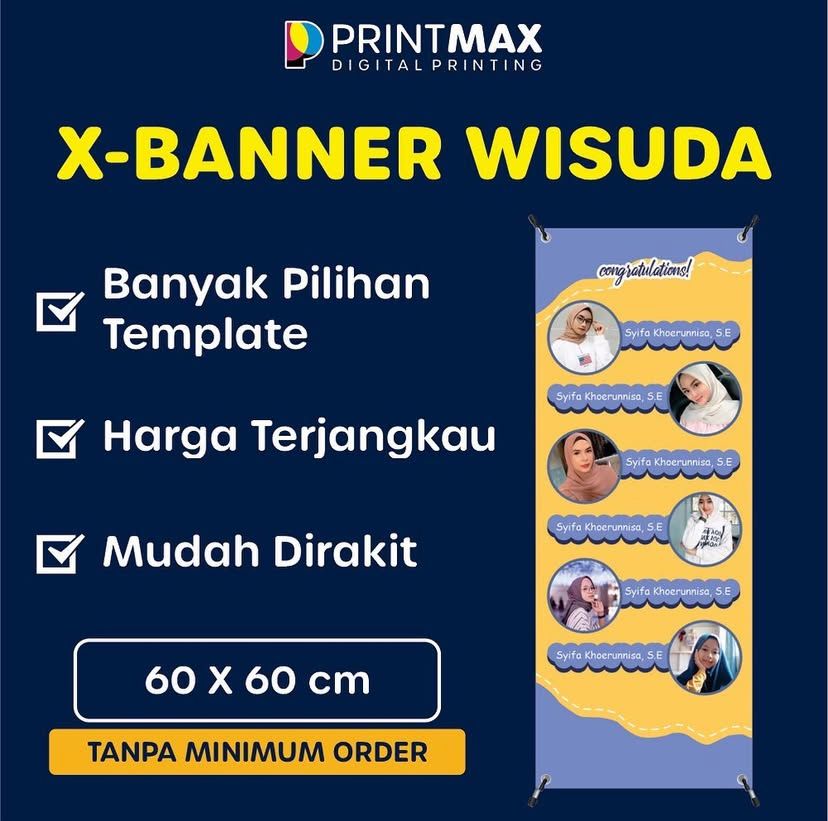 PRINTMAX
DIGITAL PRINTING
X-BANNER WISUDA
Banyak Pilihan
Template
Harga Terjangkau
Mudah Dirakit
60 X 60 cm
TANPA MINIMUM ORDER
congratulations!
Syifa Khoerunnisa, S.E
Syifa Khoerunnisa, S.E
Syifa Khoerunnisa, S.E
Syifa Khoerunnisa, S.E
Syifa Khoerunnisa, S.E
Syifa Khoerunnisa, S.E